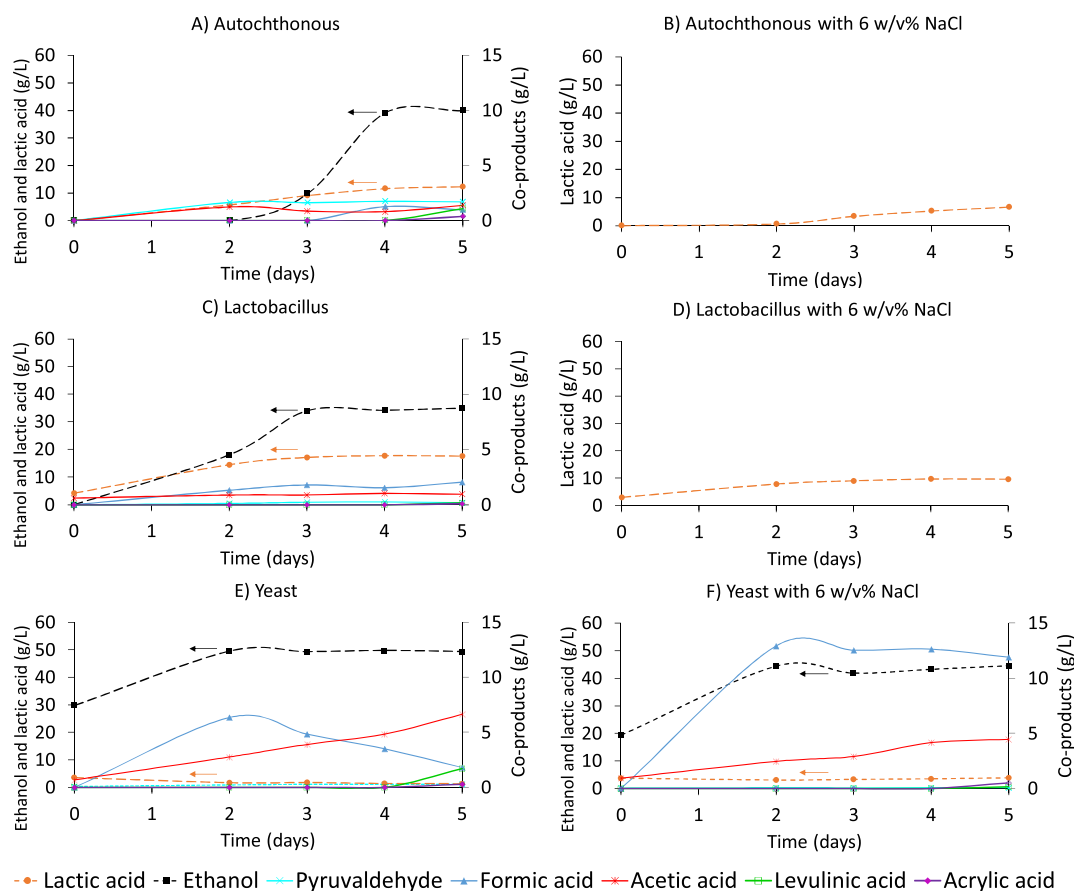 A) Autochthonous
Ethanol and lactic acid (g/L)
60
50
40
30
20
10
0
15
10
5
0
Co-products (g/L)
0 1 2 3 4 5
Time (days)
B) Autochthonous with 6 w/v% NaCl
Lactic acid (g/L)
60
50
40
30
20
10
0
0 1 2 3 4 5
Time (days)
C) Lactobacillus
Ethanol and lactic acid (g/L)
60
50
40
30
20
10
0
15
10
5
0
Co-products (g/L)
0 1 2 3 4 5
Time (days)
D) Lactobacillus with 6 w/v% NaCl
Lactic acid (g/L)
60
50
40
30
20
10
0
0 1 2 3 4 5
Time (days)
E) Yeast
Ethanol and lactic acid (g/L)
60
50
40
30
20
10
0
15
10
5
0
Co-products (g/L)
0 1 2 3 4 5
Time (days)
F) Yeast with 6 w/v% NaCl
Ethanol and lactic acid (g/L)
60
50
40
30
20
10
0
15
10
5
0
Co-products (g/L)
0 1 2 3 4 5
Time (days)
Lactic acid Ethanol Pyruvaldehyde Formic acid Acetic acid Levulinic acid Acrylic acid